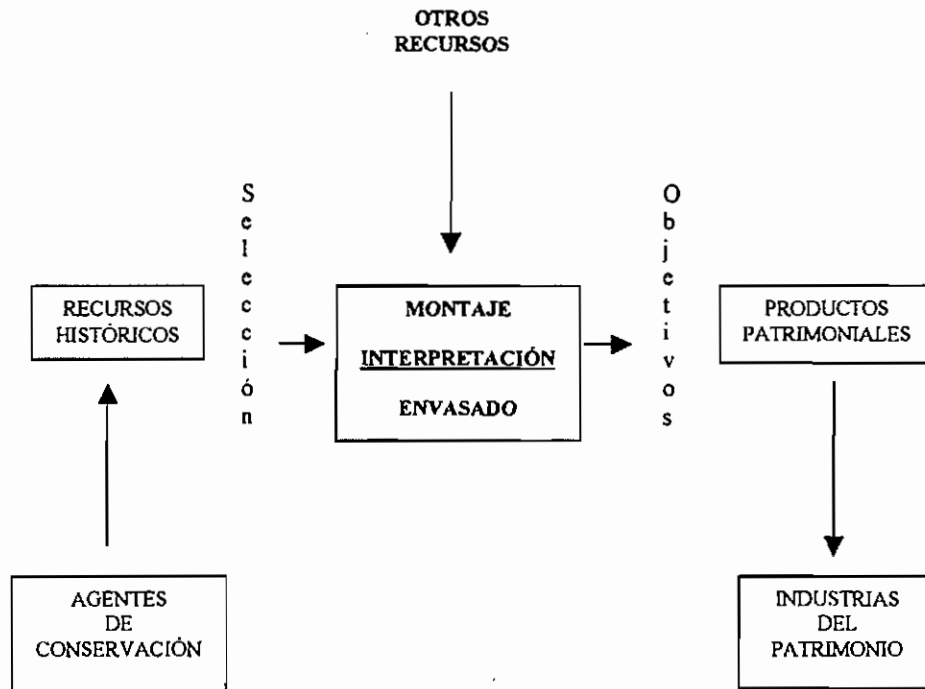 OTROS
RECURSOS
Selección
Objetivos
RECURSOS
HISTÓRICOS
MONTAJE
INTERPRETACIÓN
ENVASADO
PRODUCTOS
PATRIMONIALES
AGENTES
DE
CONSERVACIÓN
INDUSTRIAS
DEL
PATRIMONIO